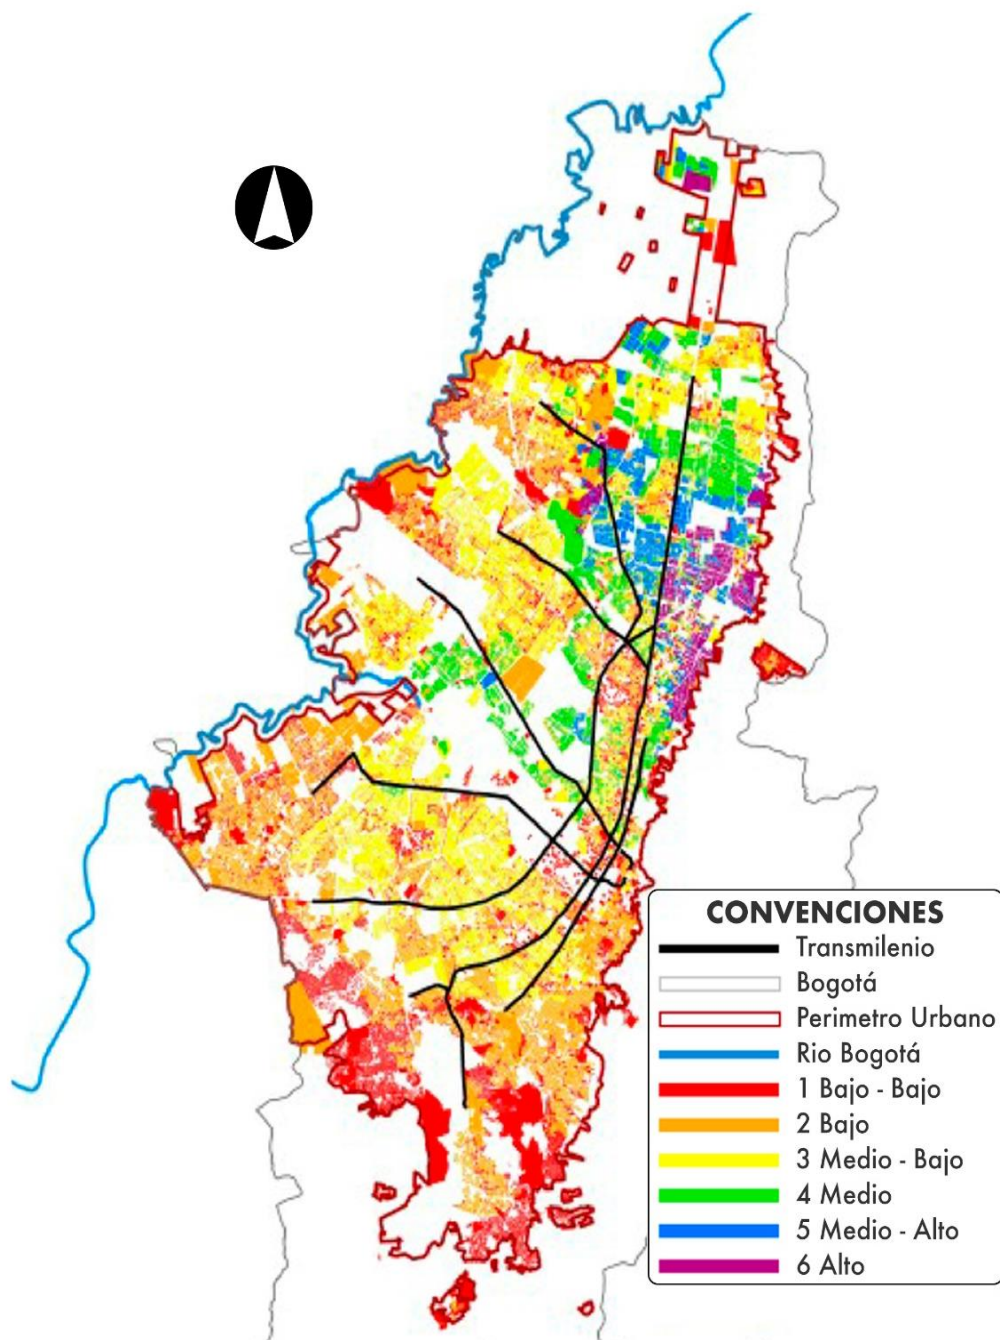 CONVENCIONES
Transmilenio
Bogotá
Perimetro Urbano
Rio Bogotá
1 Bajo - Bajo
2 Bajo
3 Medio - Bajo
4 Medio
5 Medio - Alto
6 Alto